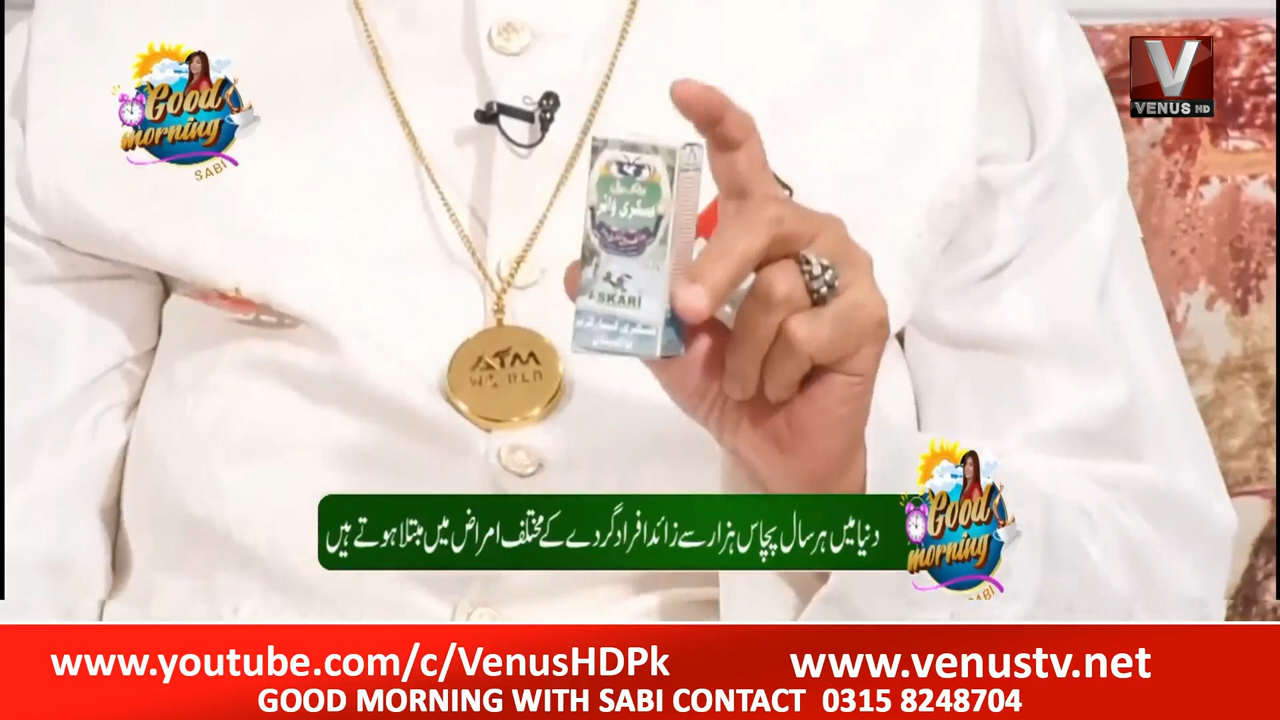 Good
morning
SABI
V
VENUS HD
ASKARI
ATM
WORLD
دنیا میں ہر سال پچاس ہزار سے زائد افراد گردے کے مختلف امراض میں مبتلا ہوتے ہیں
Good
morning
SABI
www.youtube.com/c/VenusHDPk
www.venustv.net
GOOD MORNING WITH SABI CONTACT 0315 8248704